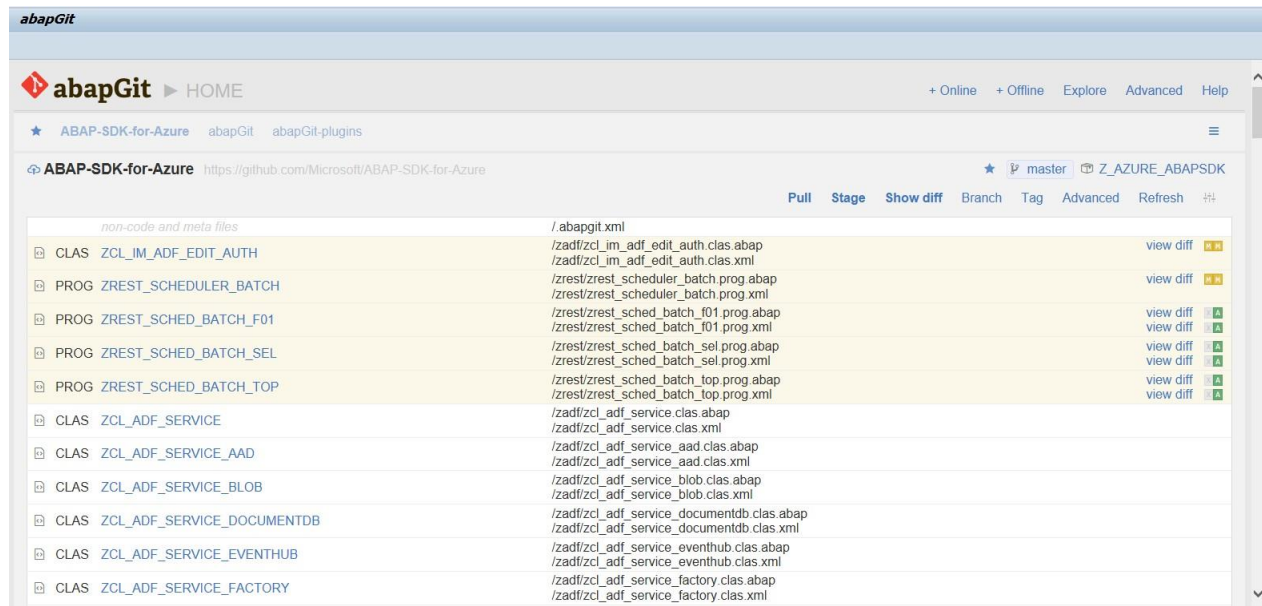 abapGit
abapGit ► HOME + Online + Offline Explore Advanced Help
★ ABAP-SDK-for-Azure abapGit abapGit-plugins ≡
ABAP-SDK-for-Azure https://github.com/Microsoft/ABAP-SDK-for-Azure ★ master Z_AZURE_ABAPSDK
Pull Stage Show diff Branch Tag Advanced Refresh
non-code and meta files /.abapgit.xml
CLAS ZCL_IM_ADF_EDIT_AUTH /zadf/zcl_im_adf_edit_auth.clas.abap view diff M M
/zadf/zcl_im_adf_edit_auth.clas.xml
PROG ZREST_SCHEDULER_BATCH /zrest/zrest_scheduler_batch.prog.abap view diff M M
/zrest/zrest_scheduler_batch.prog.xml
PROG ZREST_SCHED_BATCH_F01 /zrest/zrest_sched_batch_f01.prog.abap view diff A
/zrest/zrest_sched_batch_f01.prog.xml view diff A
PROG ZREST_SCHED_BATCH_SEL /zrest/zrest_sched_batch_sel.prog.abap view diff A
/zrest/zrest_sched_batch_sel.prog.xml view diff A
PROG ZREST_SCHED_BATCH_TOP /zrest/zrest_sched_batch_top.prog.abap view diff A
/zrest/zrest_sched_batch_top.prog.xml view diff A
CLAS ZCL_ADF_SERVICE /zadf/zcl_adf_service.clas.abap
/zadf/zcl_adf_service.clas.xml
CLAS ZCL_ADF_SERVICE_AAD /zadf/zcl_adf_service_aad.clas.abap
/zadf/zcl_adf_service_aad.clas.xml
CLAS ZCL_ADF_SERVICE_BLOB /zadf/zcl_adf_service_blob.clas.abap
/zadf/zcl_adf_service_blob.clas.xml
CLAS ZCL_ADF_SERVICE_DOCUMENTDB /zadf/zcl_adf_service_documentdb.clas.abap
/zadf/zcl_adf_service_documentdb.clas.xml
CLAS ZCL_ADF_SERVICE_EVENTHUB /zadf/zcl_adf_service_eventhub.clas.abap
/zadf/zcl_adf_service_eventhub.clas.xml
CLAS ZCL_ADF_SERVICE_FACTORY /zadf/zcl_adf_service_factory.clas.abap
/zadf/zcl_adf_service_factory.clas.xml